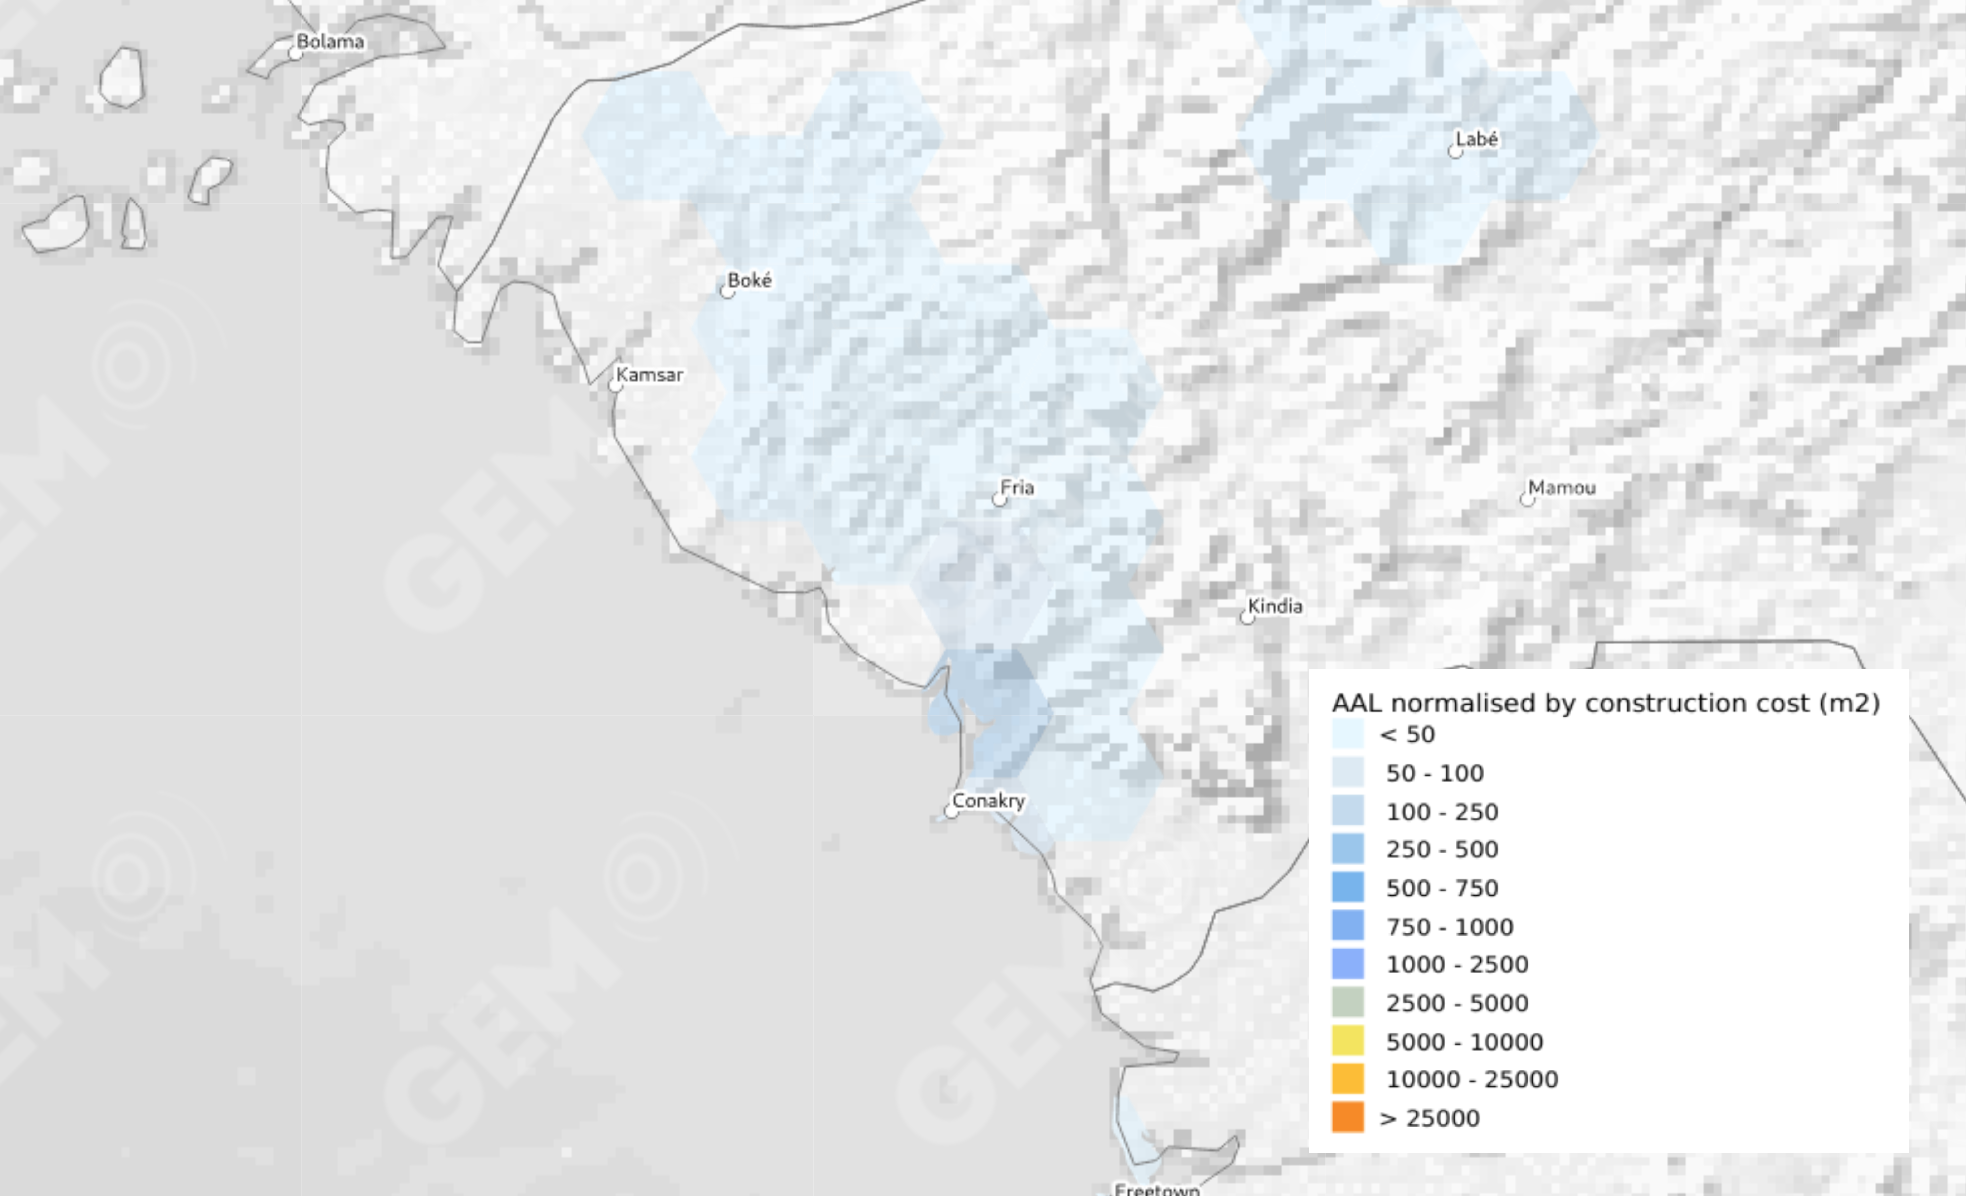 Bolama
Labé
Boké
Kamsar
Fria
Mamou
Kindia
Conakry
Freetown
GEM
GEM
GEM
GEM
GEM
AAL normalised by construction cost (m2)
< 50
50 - 100
100 - 250
250 - 500
500 - 750
750 - 1000
1000 - 2500
2500 - 5000
5000 - 10000
10000 - 25000
> 25000